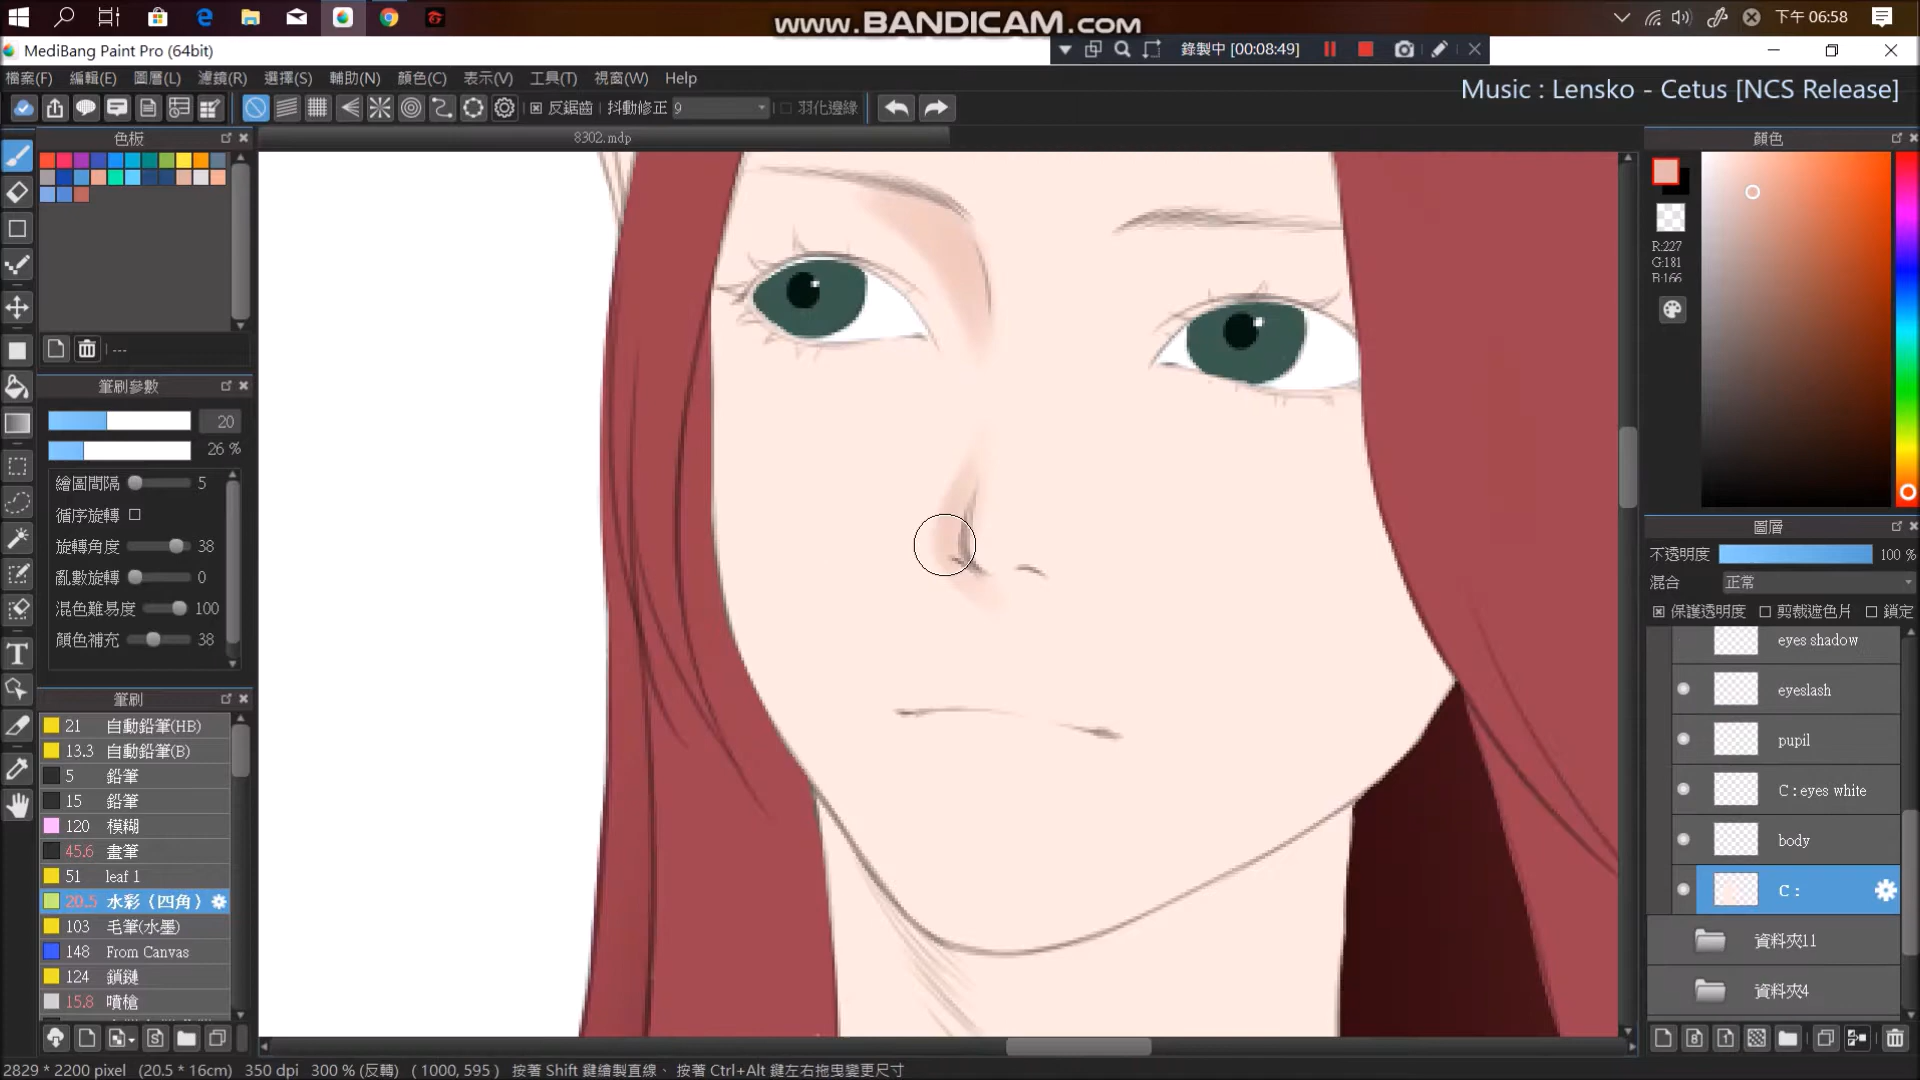 www.BANDICAM.com
下午 06:58
MediBang Paint Pro (64bit)
錄製中 [00:08:49]
檔案(F) 編輯(E) 圖層(L) 濾鏡(R) 選擇(S) 輔助(N) 顏色(C) 表示(V) 工具(T) 視窗(W) Help
Music : Lensko - Cetus [NCS Release]
反鋸齒 抖動修正 9 羽化邊緣
色板
8302.mdp
顏色
R:227
G:181
B:166
---
筆刷參數
20
26 %
繪圖間隔 5
循序旋轉
旋轉角度 38
亂數旋轉 0
混色難易度 100
顏色補充 38
筆刷
21 自動鉛筆(HB)
13.3 自動鉛筆(B)
5 鉛筆
15 鉛筆
120 模糊
45.6 畫筆
51 leaf 1
20.5 水彩（四角）
103 毛筆(水墨)
148 From Canvas
124 鎖鏈
15.8 噴槍
圖層
不透明度 100 %
混合 正常
保護透明度 剪裁遮色片 鎖定
eyes shadow
eyeslash
pupil
C : eyes white
body
C :
資料夾11
資料夾4
2829 * 2200 pixel (20.5 * 16cm) 350 dpi 300 % (反轉) ( 1000, 595 ) 按著 Shift 鍵繪製直線、按著 Ctrl+Alt 鍵左右拖曳變更尺寸